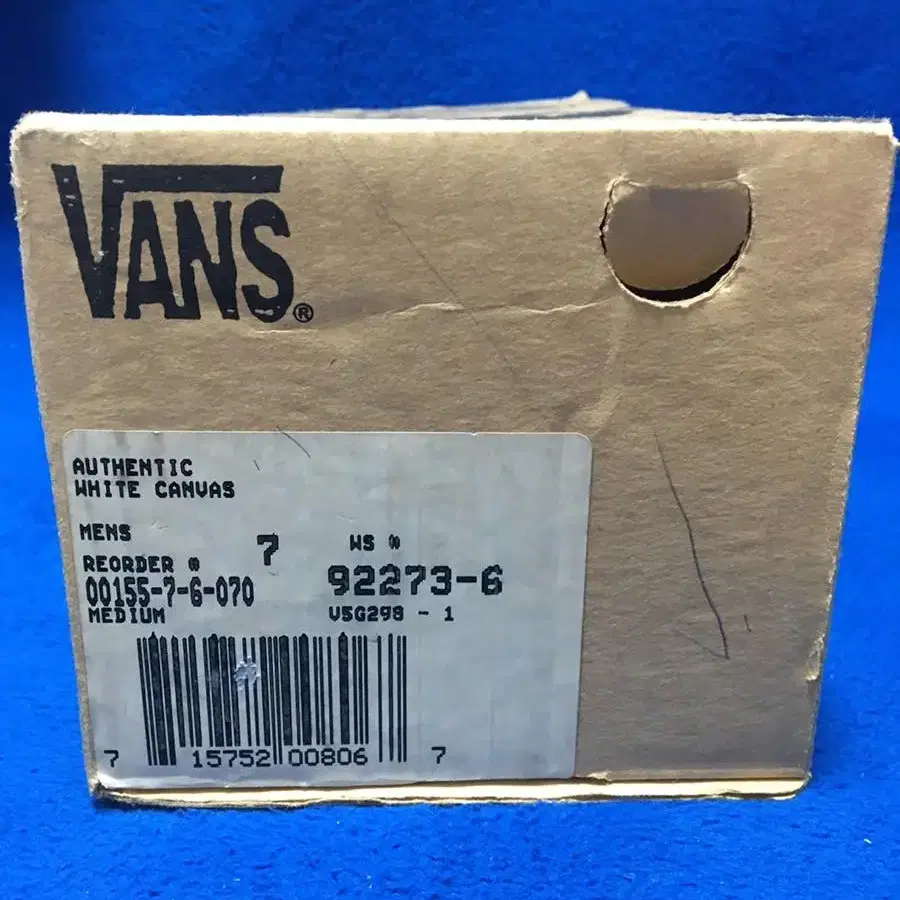 VANS®
AUTHENTIC
WHITE CANVAS
MENS 7 WS #
REORDER #
00155-7-6-070 92273-6
MEDIUM V5G298 - 1
7 15752 00806 7